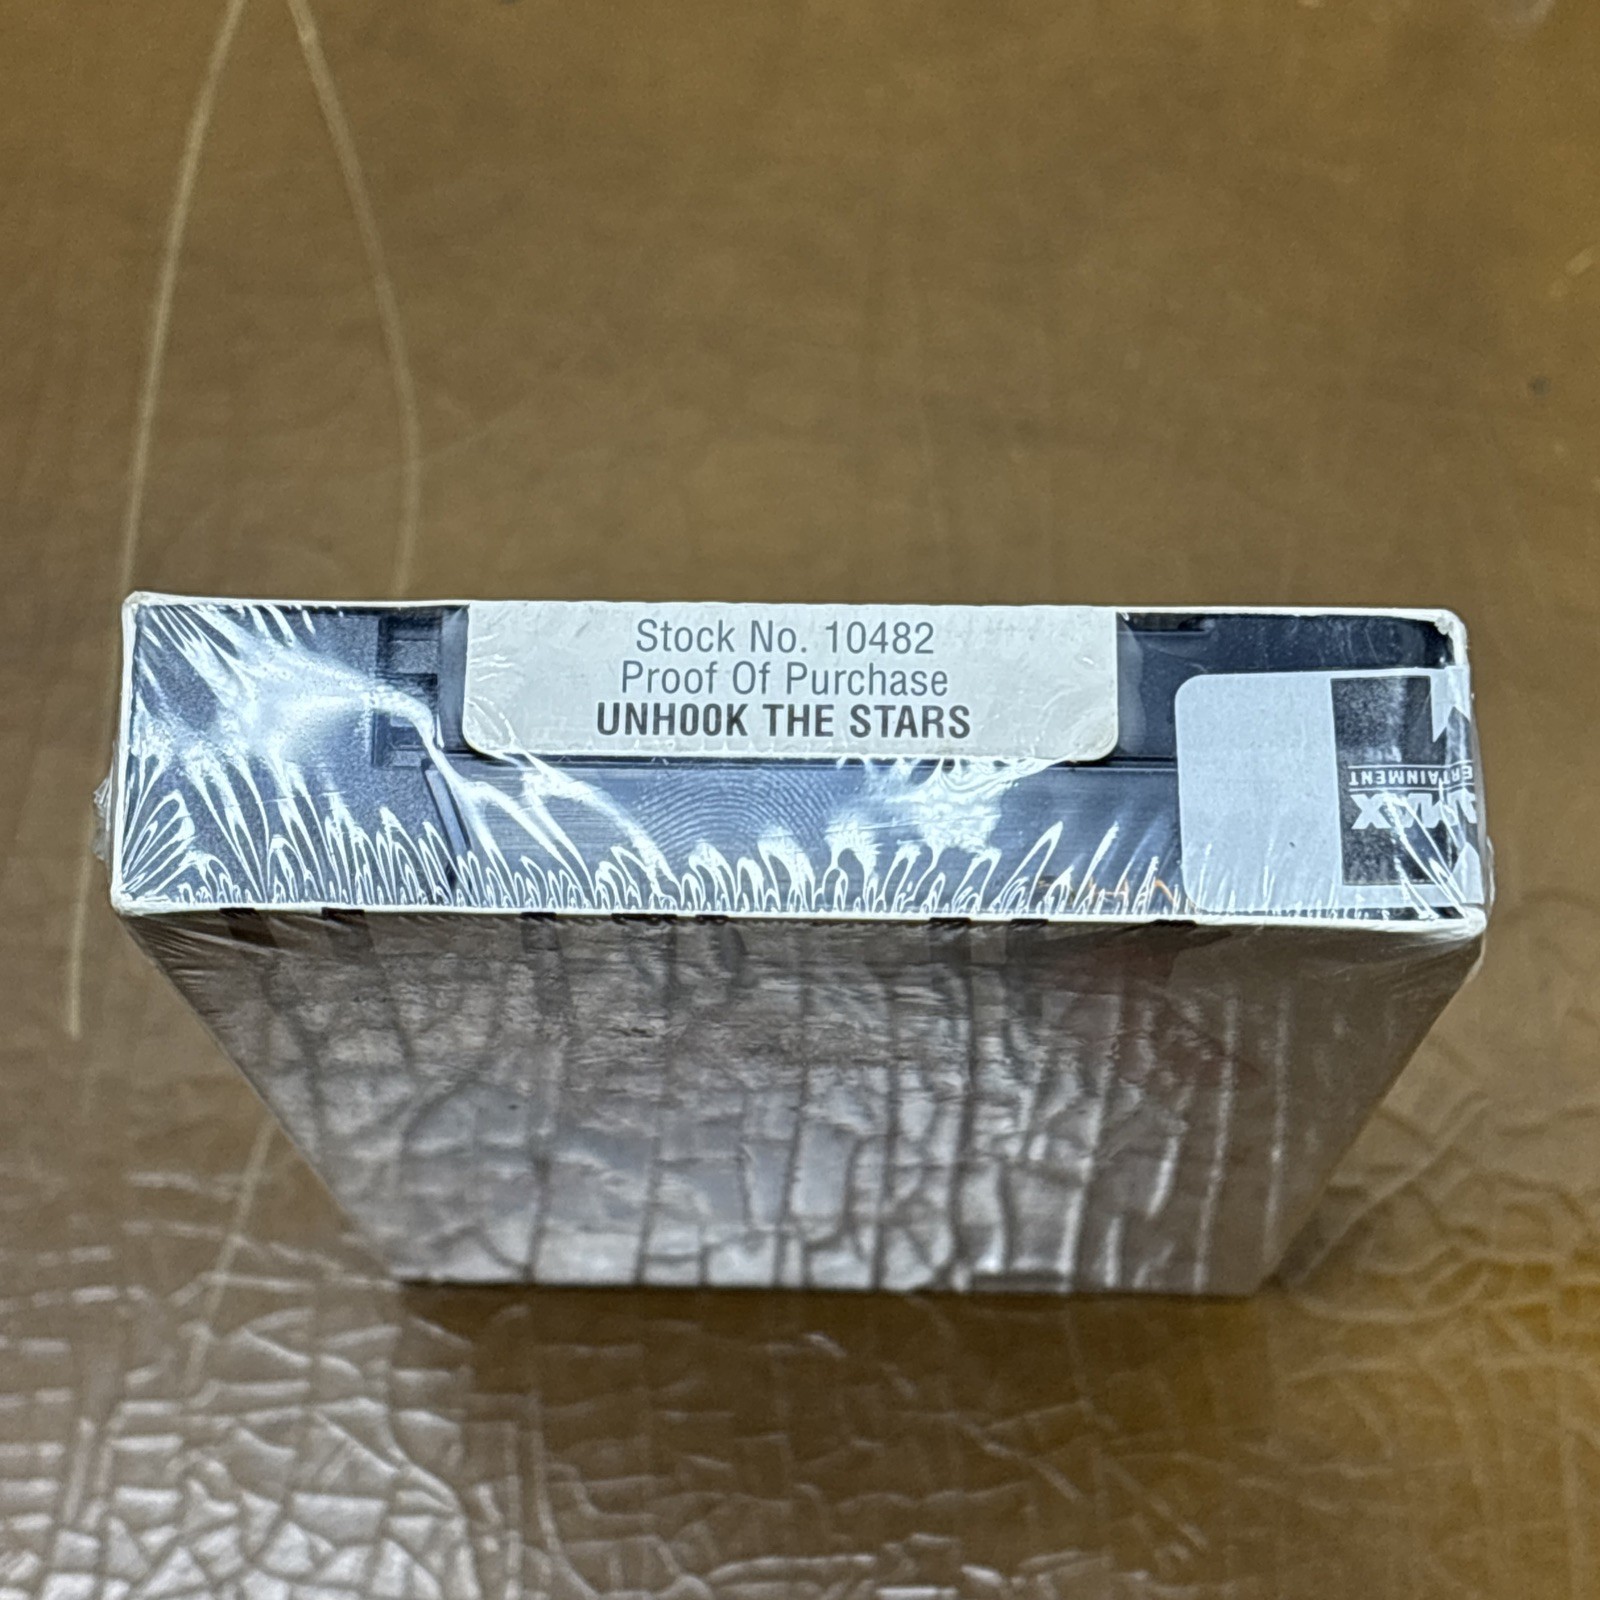 Stock No. 10482
Proof Of Purchase
UNHOOK THE STARS